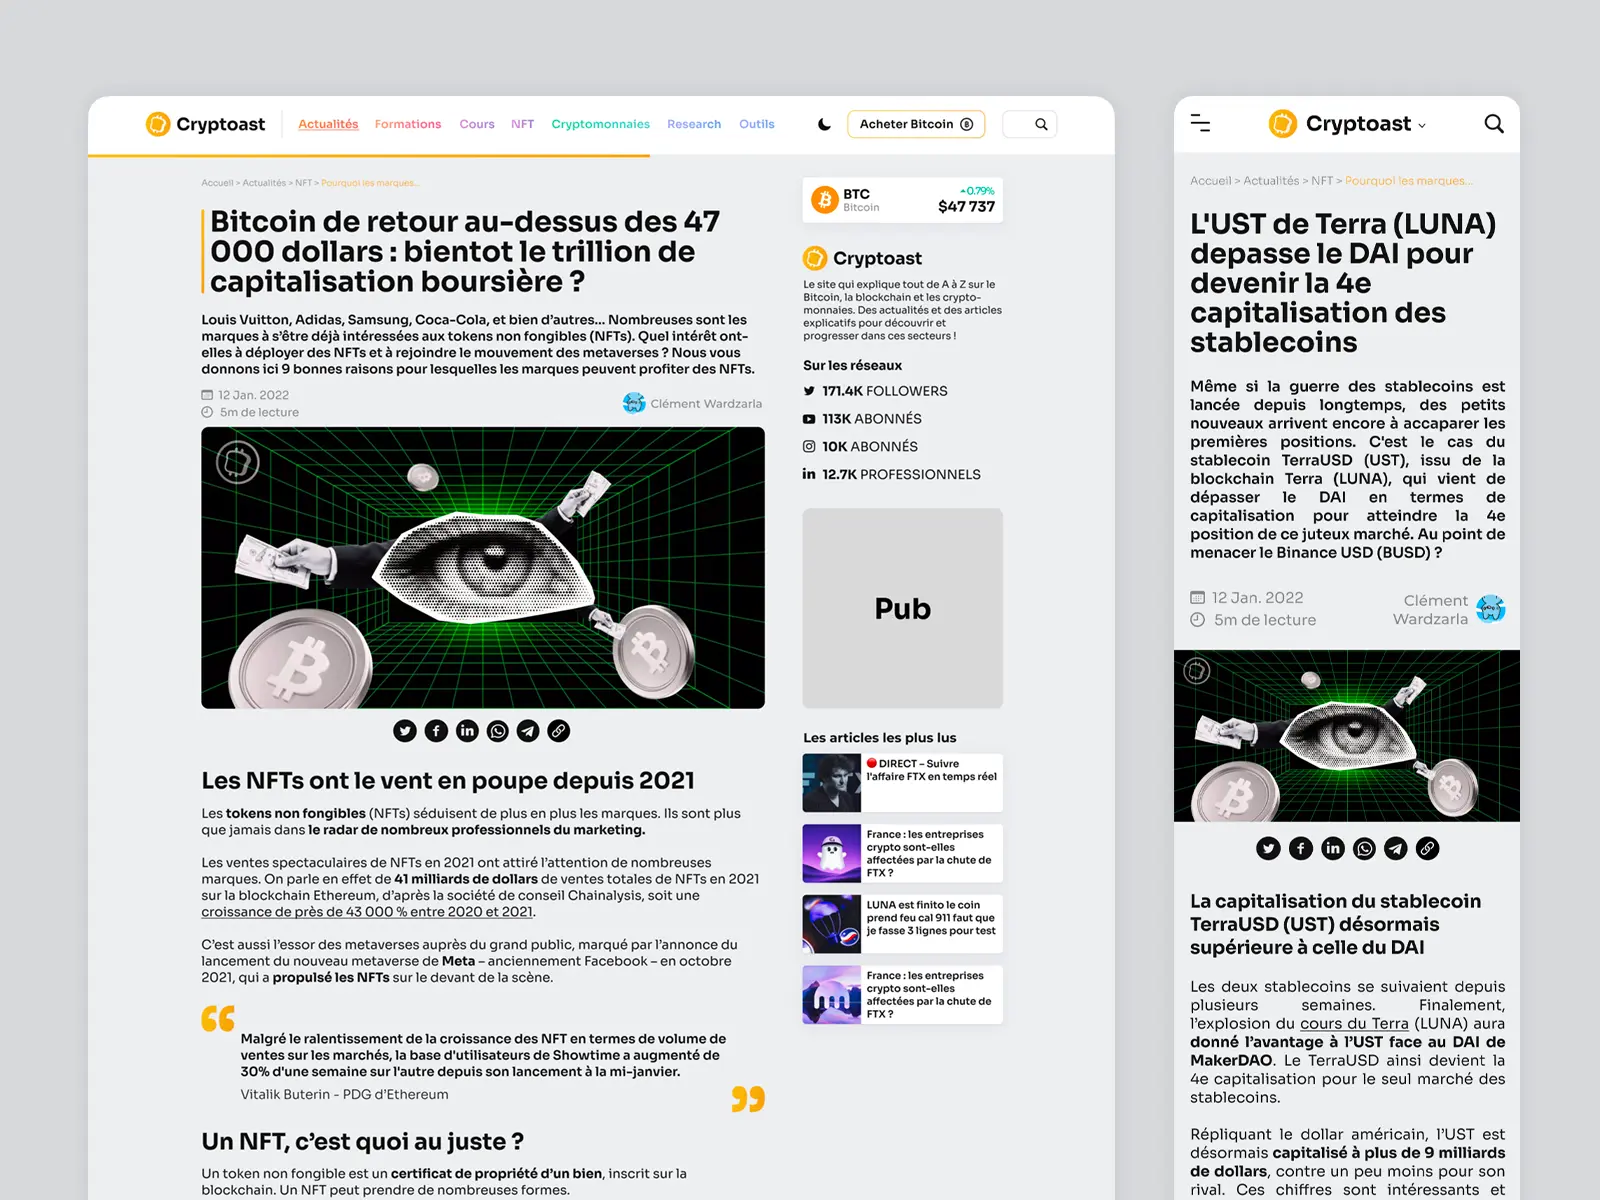 Cryptoast
Actualités Formations Cours NFT Cryptomonnaies Research Outils
Acheter Bitcoin
Accueil > Actualités > NFT > Pourquoi les marques...
Bitcoin de retour au-dessus des 47
000 dollars : bientot le trillion de
capitalisation boursière ?
Louis Vuitton, Adidas, Samsung, Coca-Cola, et bien d'autres... Nombreuses sont les
marques à s'être déjà intéressées aux tokens non fongibles (NFTs). Quel intérêt ont-
elles à déployer des NFTs et à rejoindre le mouvement des metaverses ? Nous vous
donnons ici 9 bonnes raisons pour lesquelles les marques peuvent profiter des NFTs.
12 Jan. 2022
5m de lecture
Clément Wardzarla
Les NFTs ont le vent en poupe depuis 2021
Les tokens non fongibles (NFTs) séduisent de plus en plus les marques. Ils sont plus
que jamais dans le radar de nombreux professionnels du marketing.
Les ventes spectaculaires de NFTs en 2021 ont attiré l'attention de nombreuses
marques. On parle en effet de 41 milliards de dollars de ventes totales de NFTs en 2021
sur la blockchain Ethereum, d'après la société de conseil Chainalysis, soit une
croissance de près de 43 000 % entre 2020 et 2021.
C'est aussi l'essor des metaverses auprès du grand public, marqué par l'annonce du
lancement du nouveau metaverse de Meta – anciennement Facebook – en octobre
2021, qui a propulsé les NFTs sur le devant de la scène.
Malgré le ralentissement de la croissance des NFT en termes de volume de
ventes sur les marchés, la base d'utilisateurs de Showtime a augmenté de
30% d'une semaine sur l'autre depuis son lancement à la mi-janvier.
Vitalik Buterin - PDG d'Ethereum
Un NFT, c'est quoi au juste ?
Un token non fongible est un certificat de propriété d'un bien, inscrit sur la
blockchain. Un NFT peut prendre de nombreuses formes.
BTC
Bitcoin
0.79%
$47 737
Cryptoast
Le site qui explique tout de A à Z sur le
Bitcoin, la blockchain et les crypto-
monnaies. Des actualités et des articles
explicatifs pour découvrir et
progresser dans ces secteurs !
Sur les réseaux
171.4K FOLLOWERS
113K ABONNÉS
10K ABONNÉS
12.7K PROFESSIONNELS
Pub
Les articles les plus lus
DIRECT – Suivre
l'affaire FTX en temps réel
France : les entreprises
crypto sont-elles
affectées par la chute de
FTX ?
LUNA est finito le coin
prend feu cal 911 faut que
je fasse 3 lignes pour test
France : les entreprises
crypto sont-elles
affectées par la chute de
FTX ?
Cryptoast
Accueil > Actualités > NFT > Pourquoi les marques...
L'UST de Terra (LUNA)
depasse le DAI pour
devenir la 4e
capitalisation des
stablecoins
Même si la guerre des stablecoins est
lancée depuis longtemps, des petits
nouveaux arrivent encore à accaparer les
premières positions. C'est le cas du
stablecoin TerraUSD (UST), issu de la
blockchain Terra (LUNA), qui vient de
dépasser le DAI en termes de
capitalisation pour atteindre la 4e
position de ce juteux marché. Au point de
menacer le Binance USD (BUSD) ?
12 Jan. 2022
5m de lecture
Clément
Wardzarla
La capitalisation du stablecoin
TerraUSD (UST) désormais
supérieure à celle du DAI
Les deux stablecoins se suivaient depuis
plusieurs semaines. Finalement,
l'explosion du cours du Terra (LUNA) aura
donné l'avantage à l'UST face au DAI de
MakerDAO. Le TerraUSD ainsi devient la
4e capitalisation pour le seul marché des
stablecoins.
Répliquant le dollar américain, l'UST est
désormais capitalisé à plus de 9 milliards
de dollars, contre un peu moins pour son
rival. Ces chiffres sont intéressants et